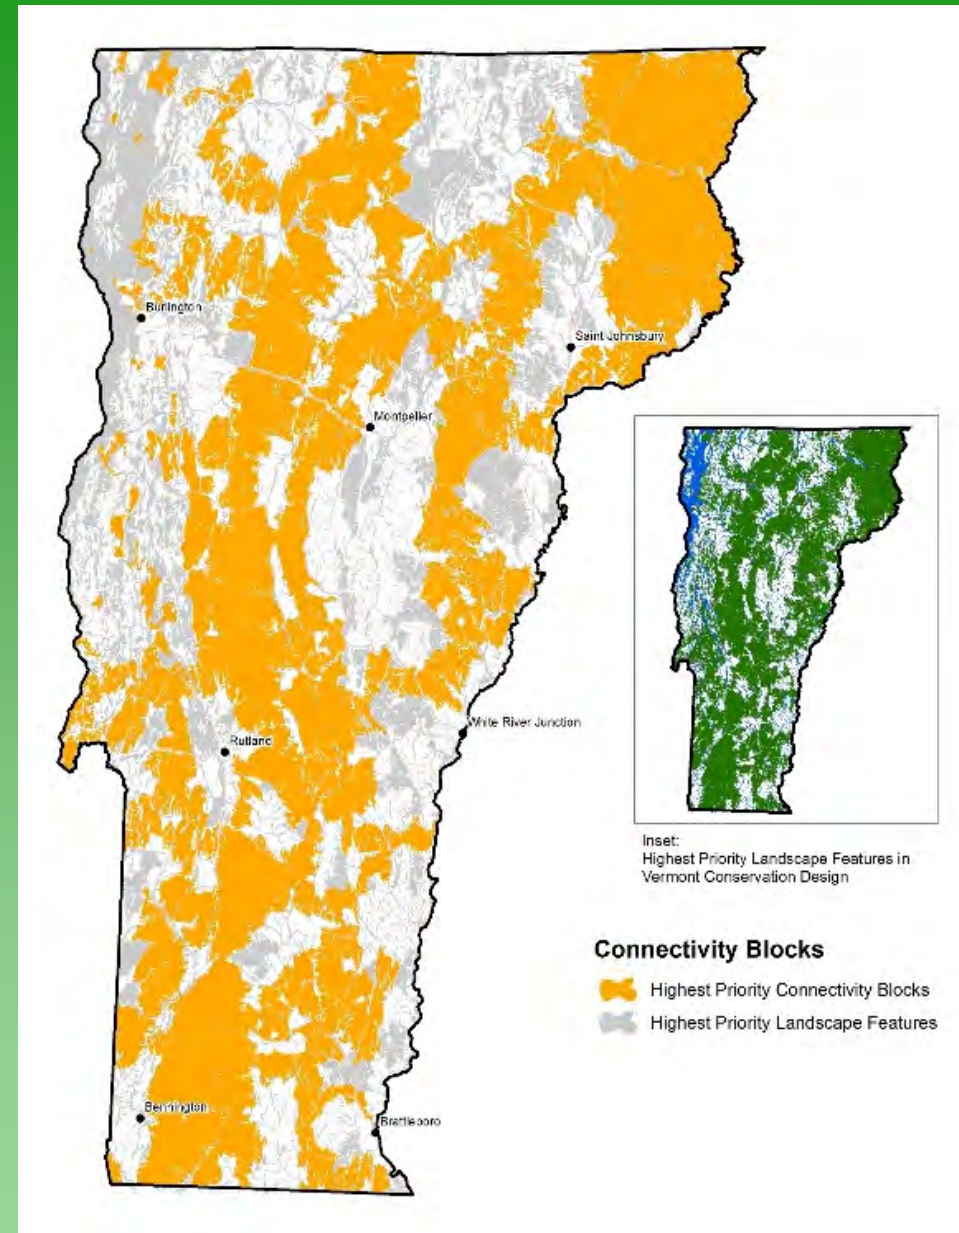 Burlington
Saint Johnsbury
Montpelier
White River Junction
Rutland
Inset:
Highest Priority Landscape Features in
Vermont Conservation Design
Connectivity Blocks
Highest Priority Connectivity Blocks
Highest Priority Landscape Features
Bennington
Brattleboro